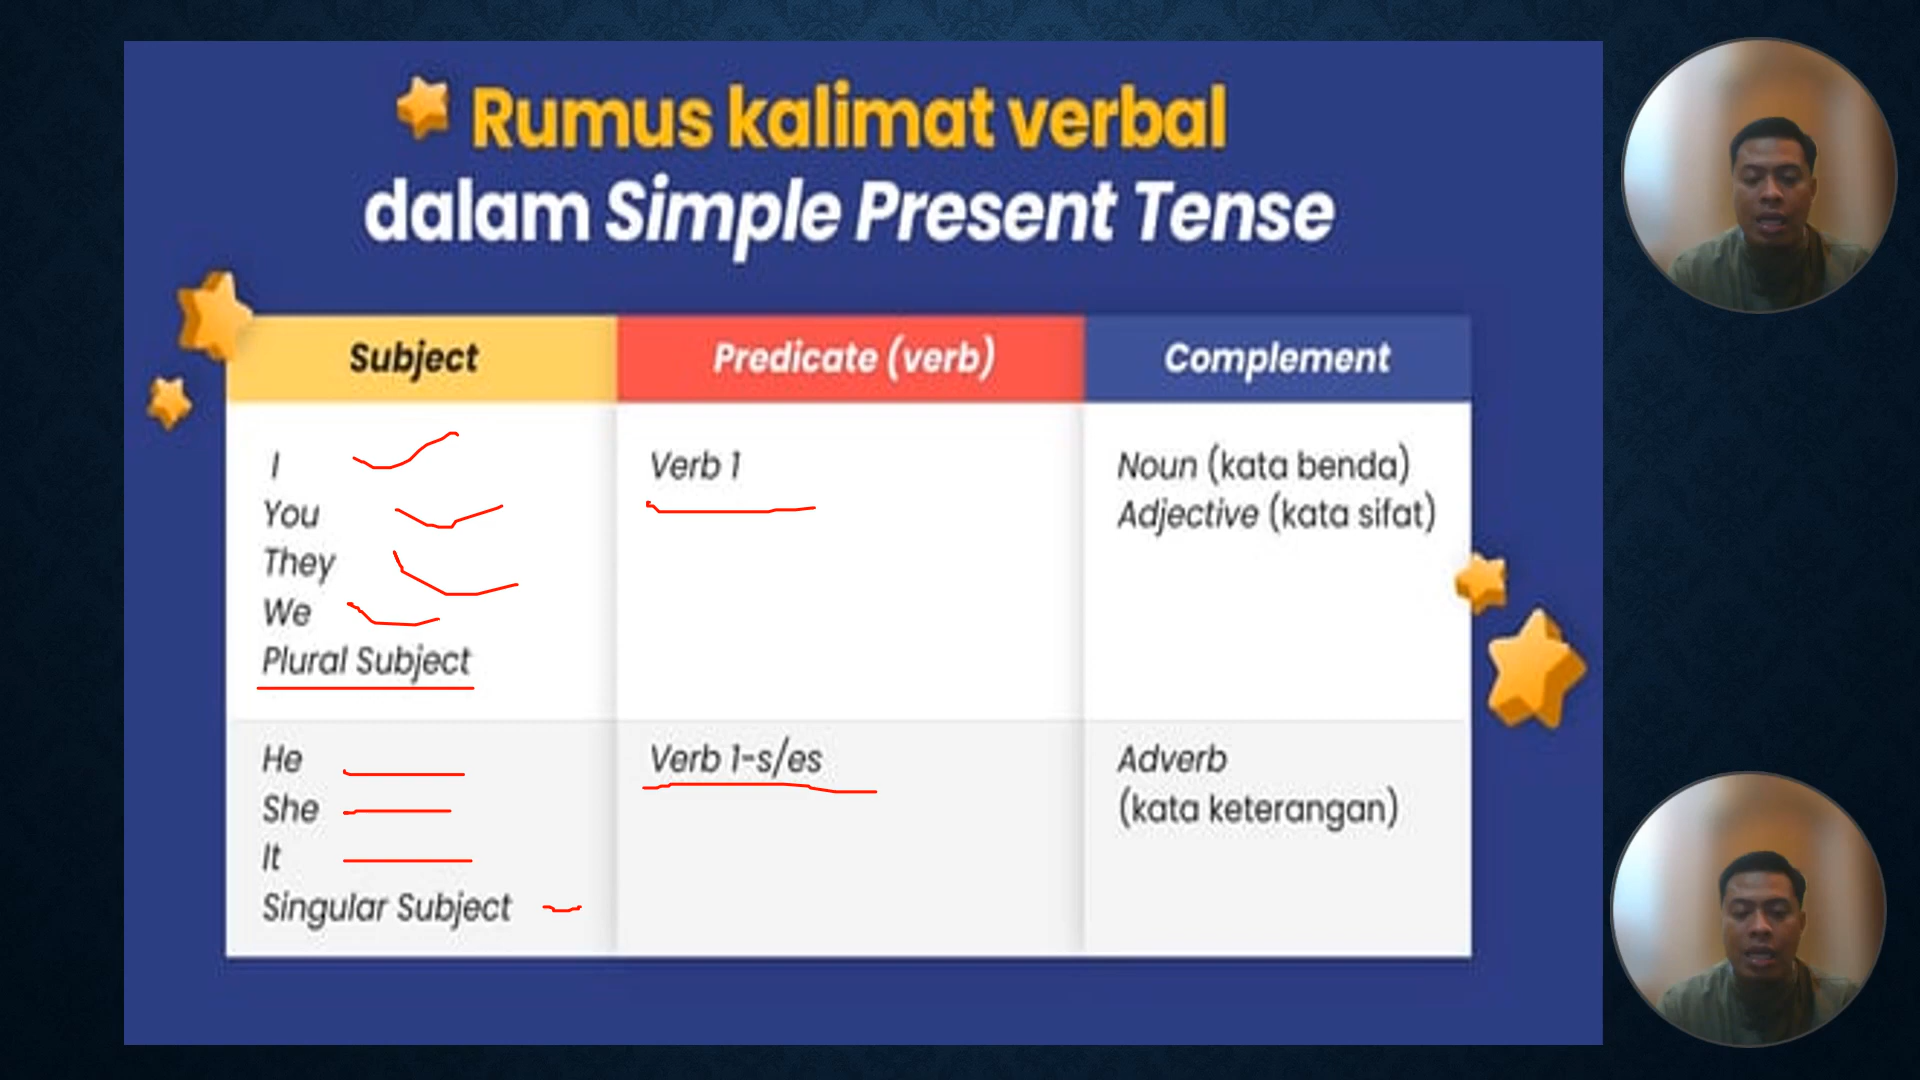 Rumus kalimat verbal
dalam Simple Present Tense
Subject
Predicate (verb)
Complement
I
You
They
We
Plural Subject
Verb 1
Noun (kata benda)
Adjective (kata sifat)
He
She
It
Singular Subject
Verb 1-s/es
Adverb
(kata keterangan)